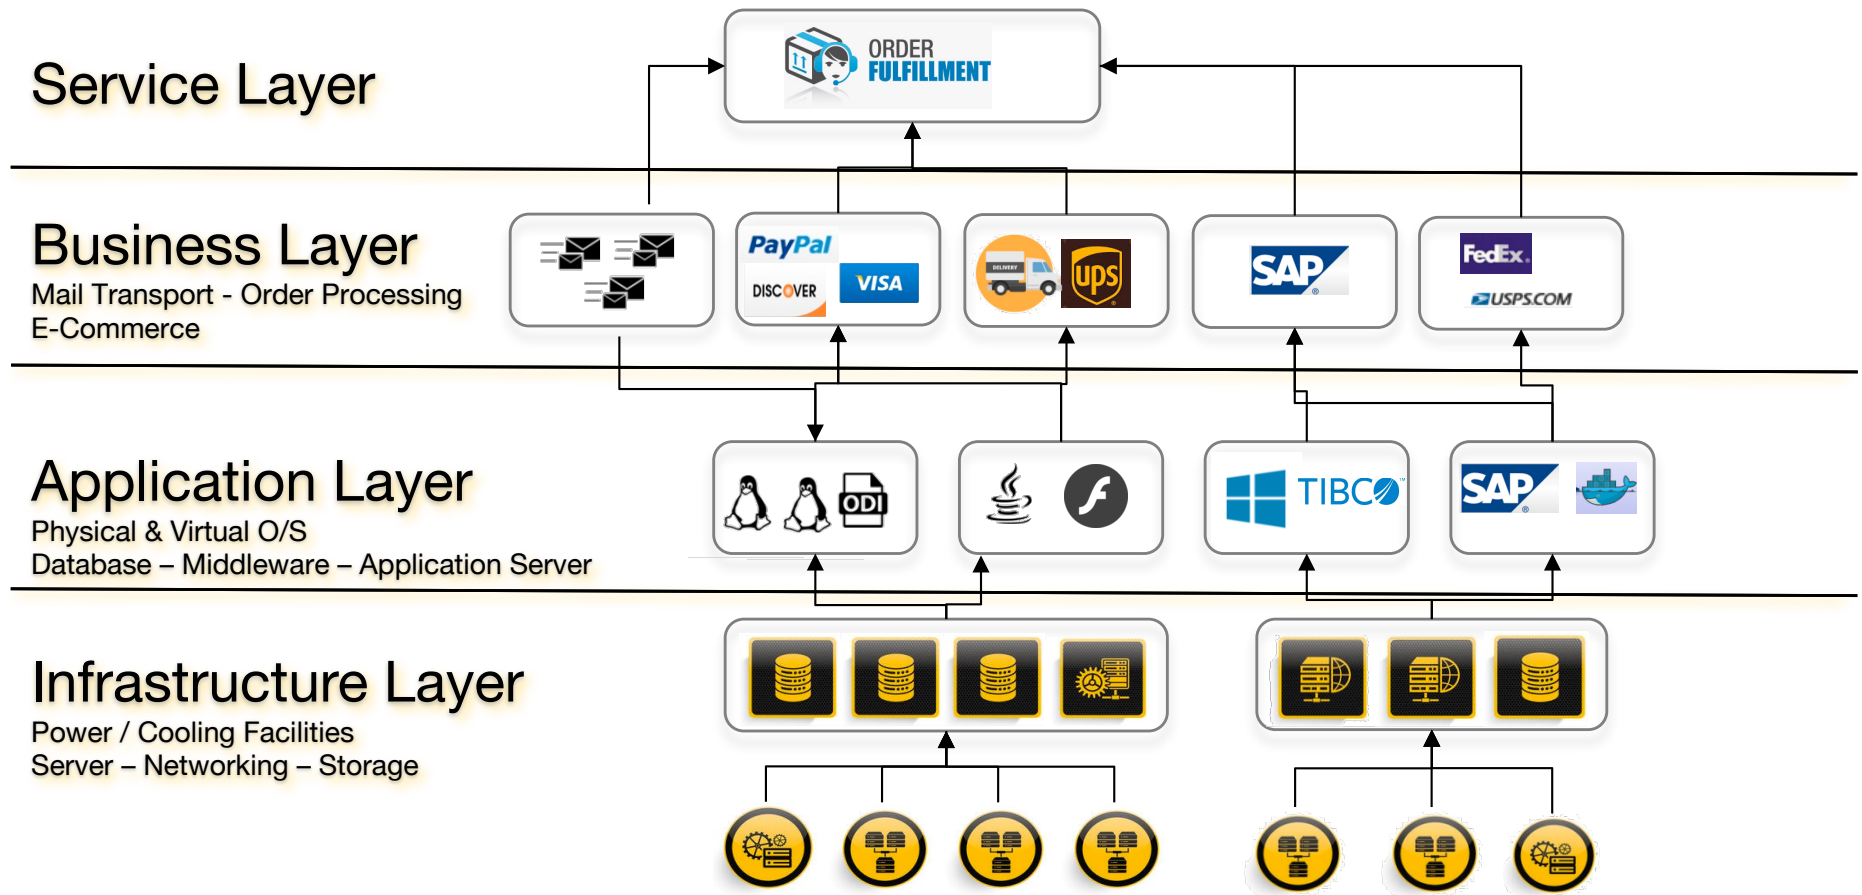 Service Layer
ORDER
FULFILLMENT
Business Layer
Mail Transport - Order Processing
E-Commerce
PayPal
DISCOVER
VISA
DELIVERY
ups
SAP
FedEx.
USPS.COM
Application Layer
Physical & Virtual O/S
Database – Middleware – Application Server
ODI
TIBCO
SAP
Infrastructure Layer
Power / Cooling Facilities
Server – Networking – Storage